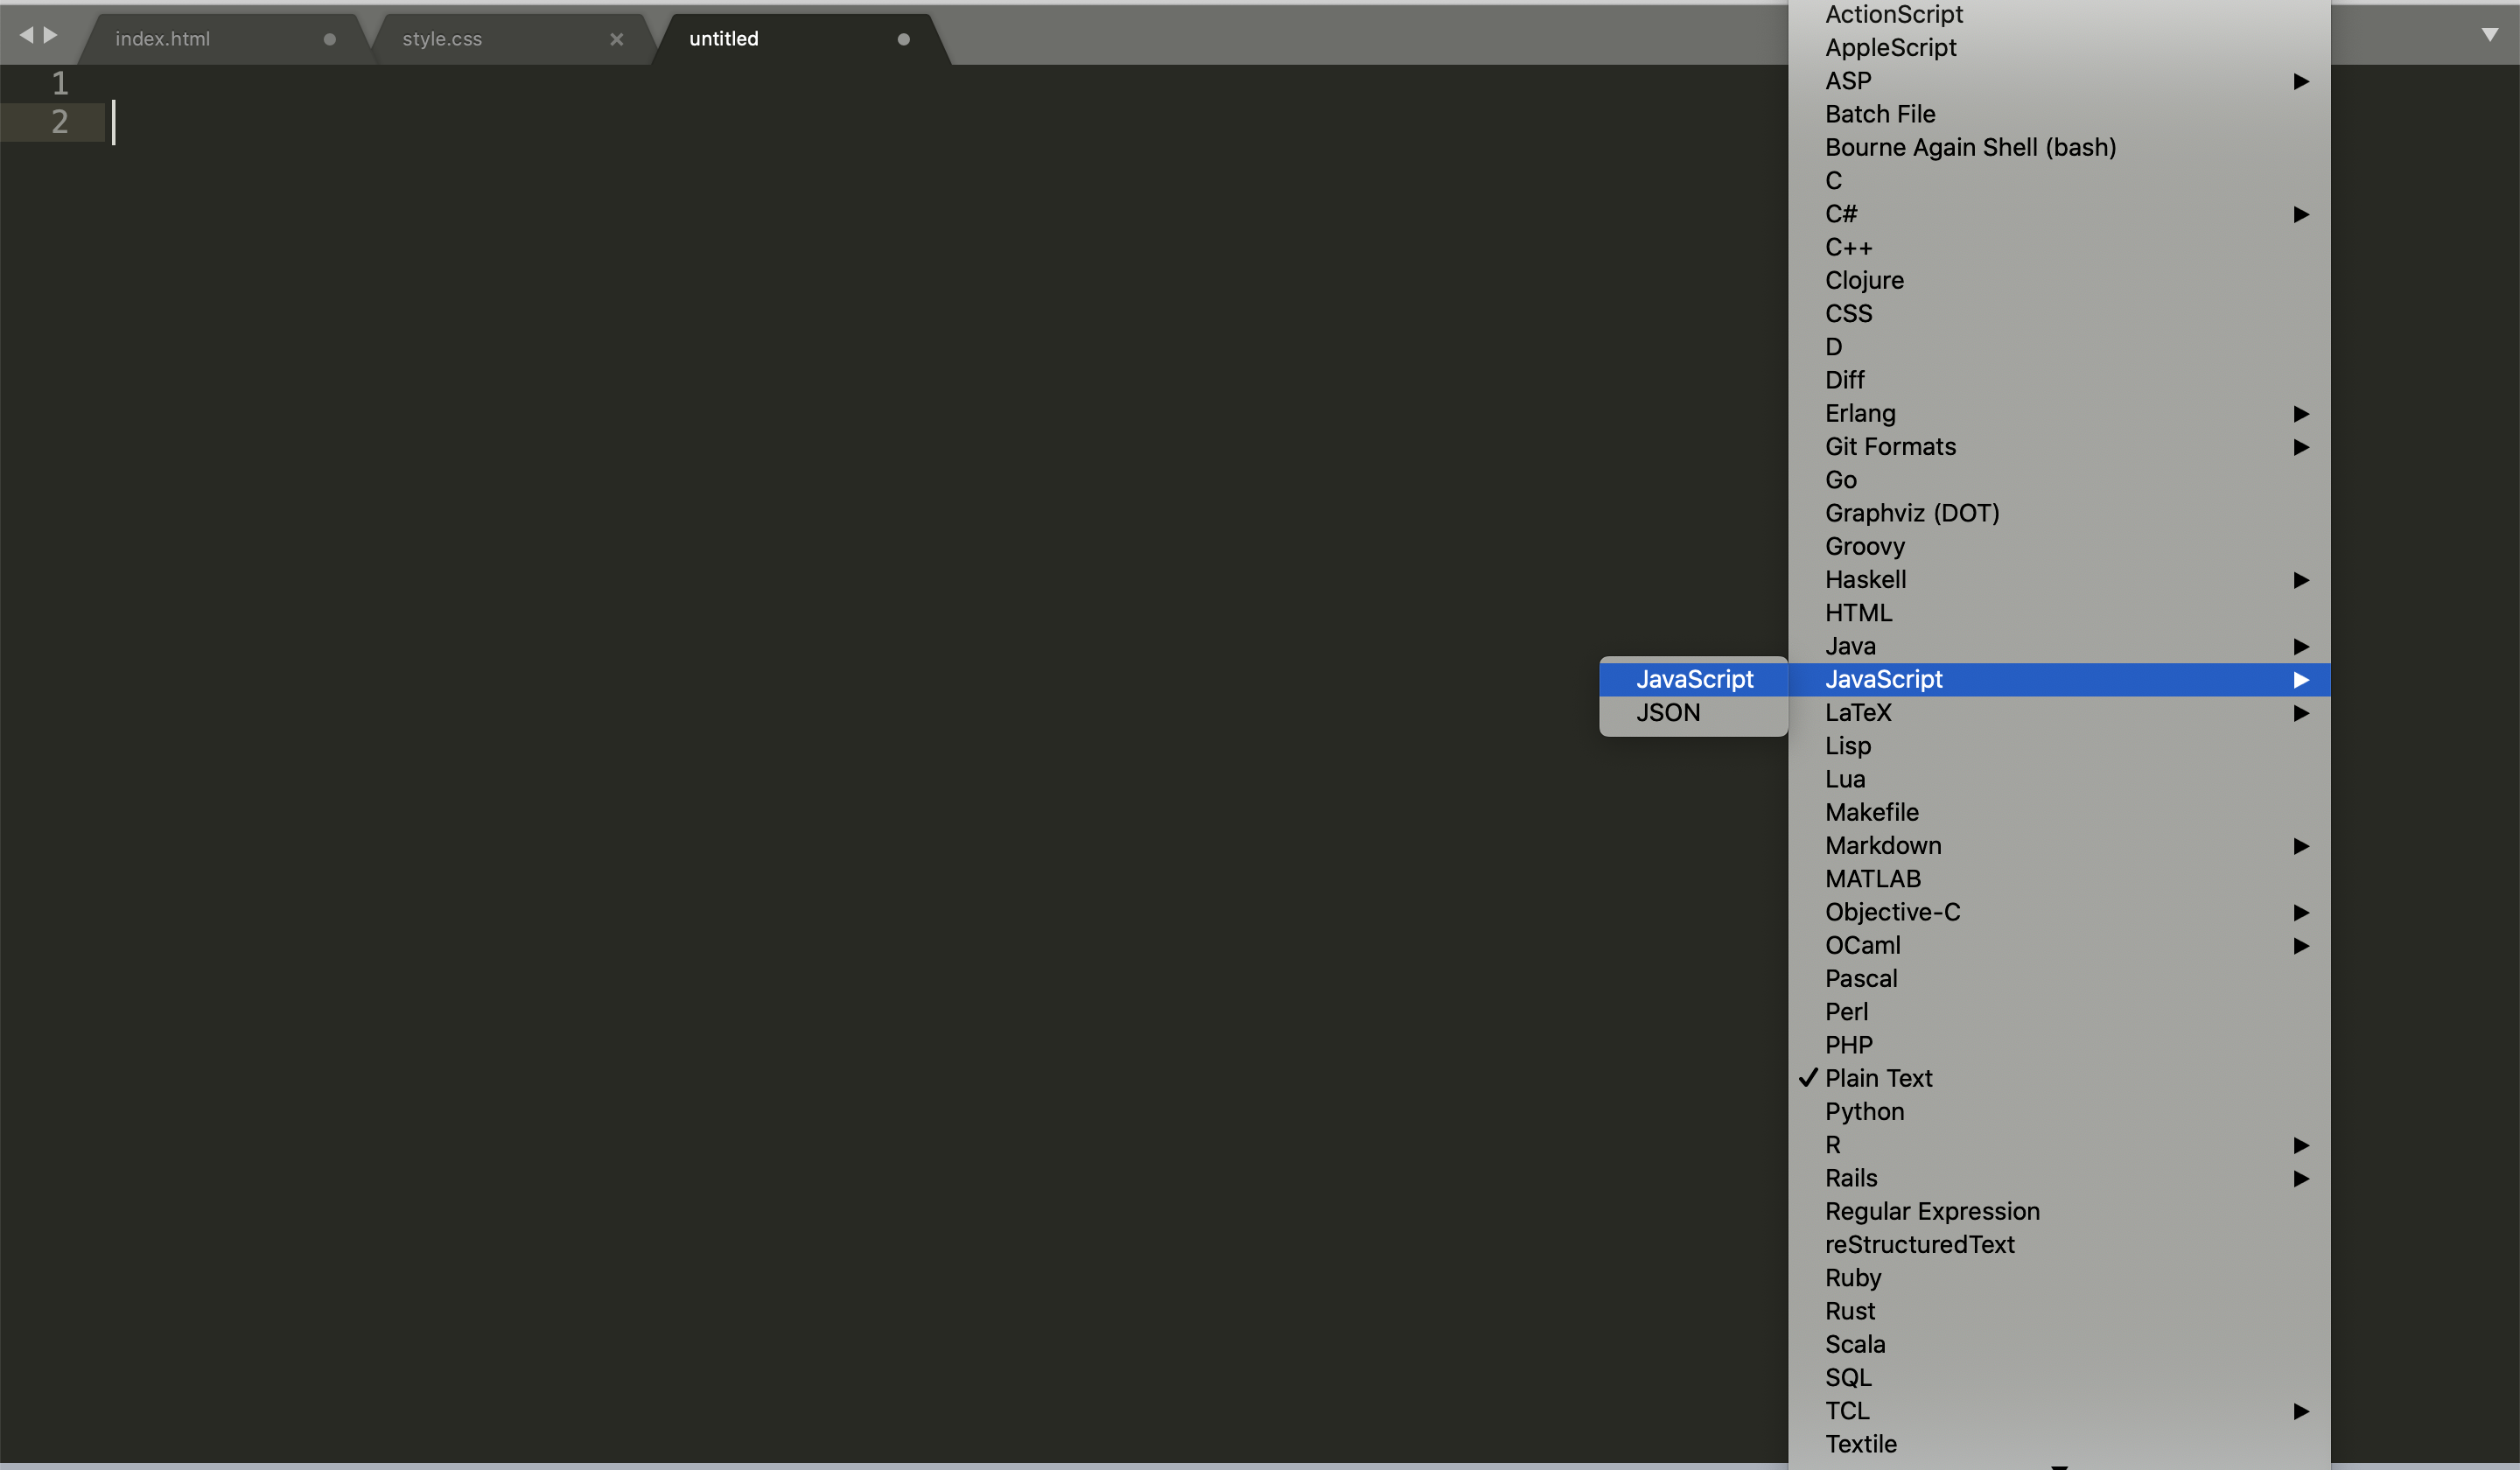 index.html
style.css
untitled
1
2
ActionScript
AppleScript
ASP
Batch File
Bourne Again Shell (bash)
C
C#
C++
Clojure
CSS
D
Diff
Erlang
Git Formats
Go
Graphviz (DOT)
Groovy
Haskell
HTML
Java
JavaScript
JavaScript
JSON
LaTeX
Lisp
Lua
Makefile
Markdown
MATLAB
Objective-C
OCaml
Pascal
Perl
PHP
Plain Text
Python
R
Rails
Regular Expression
reStructuredText
Ruby
Rust
Scala
SQL
TCL
Textile